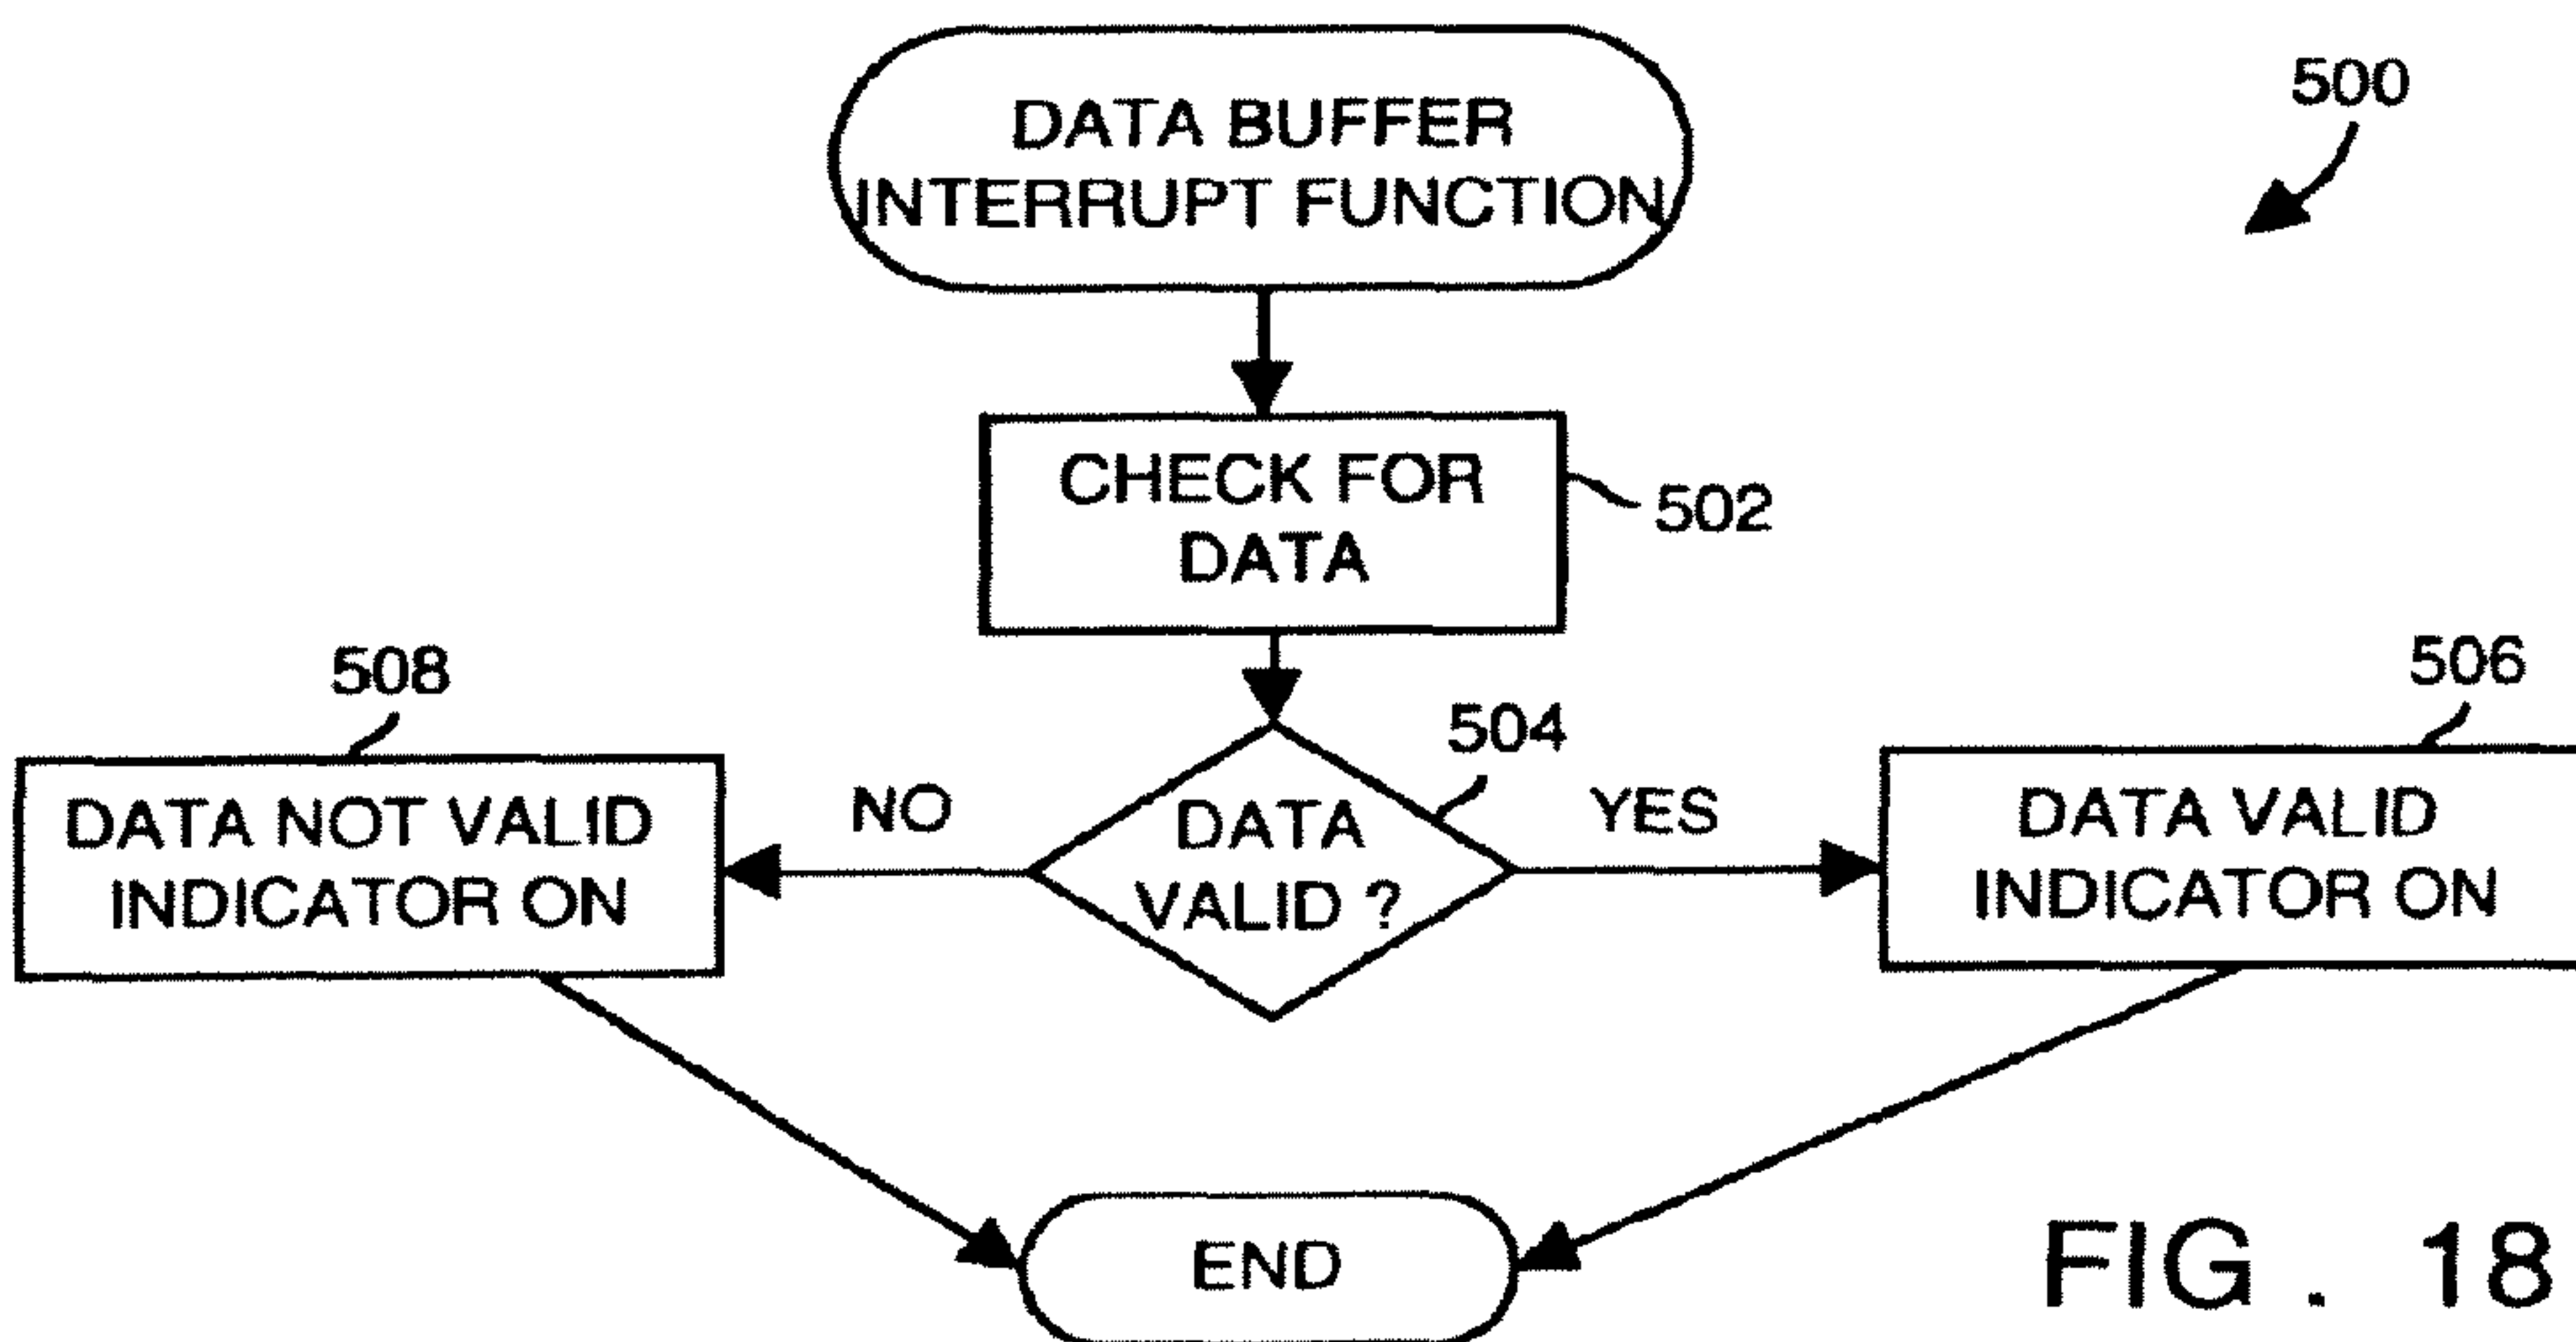 DATA BUFFER
INTERRUPT FUNCTION
500
CHECK FOR
DATA
502
508
506
504
DATA NOT VALID
INDICATOR ON
NO
DATA
VALID ?
YES
DATA VALID
INDICATOR ON
END
FIG . 18